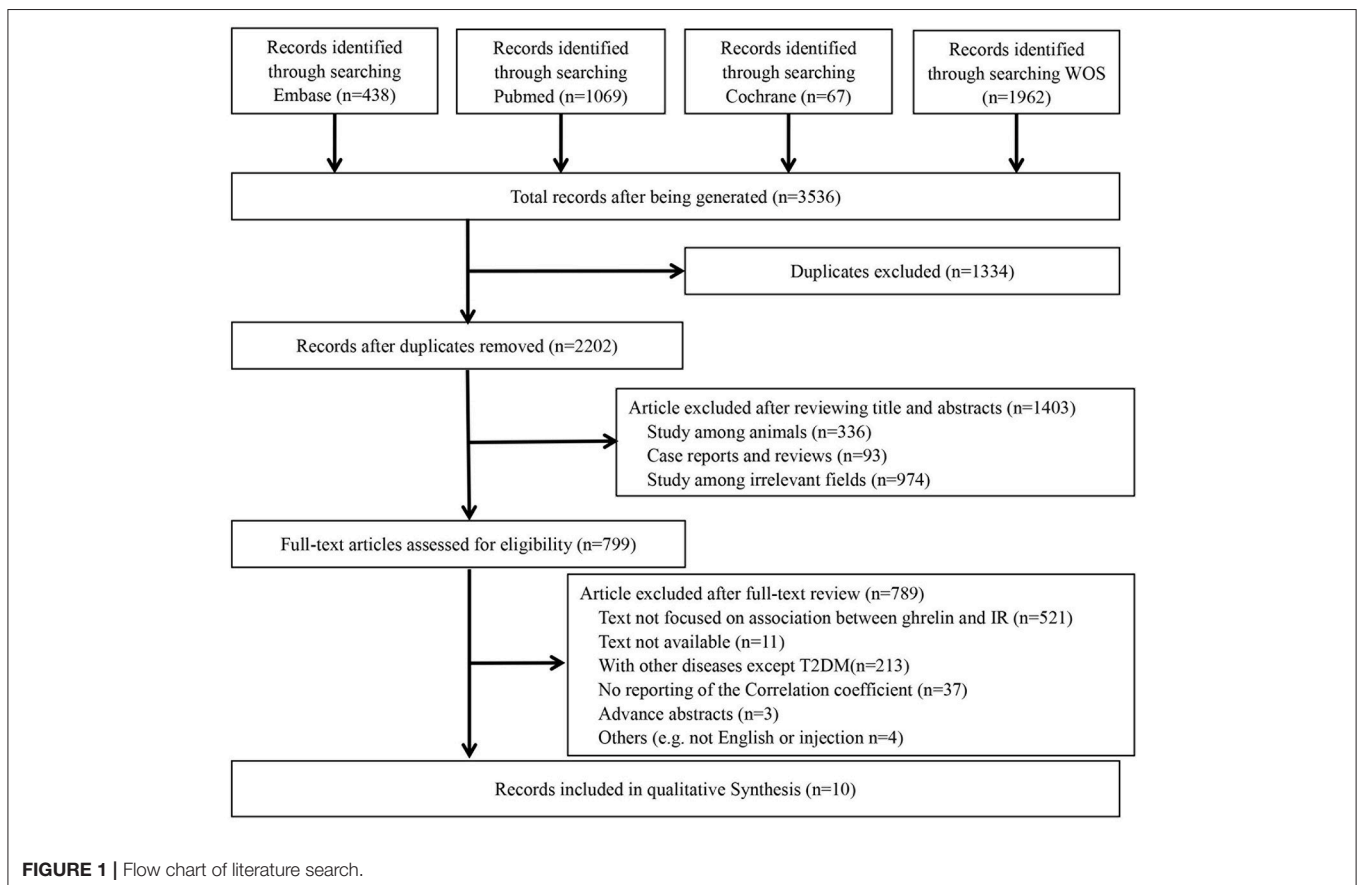 Records identified
through searching
Embase (n=438)
Records identified
through searching
Pubmed (n=1069)
Records identified
through searching
Cochrane (n=67)
Records identified
through searching WOS
(n=1962)
Total records after being generated (n=3536)
Duplicates excluded (n=1334)
Records after duplicates removed (n=2202)
Article excluded after reviewing title and abstracts (n=1403)
Study among animals (n=336)
Case reports and reviews (n=93)
Study among irrelevant fields (n=974)
Full-text articles assessed for eligibility (n=799)
Article excluded after full-text review (n=789)
Text not focused on association between ghrelin and IR (n=521)
Text not available (n=11)
With other diseases except T2DM(n=213)
No reporting of the Correlation coefficient (n=37)
Advance abstracts (n=3)
Others (e.g. not English or injection n=4)
Records included in qualitative Synthesis (n=10)
FIGURE 1 | Flow chart of literature search.